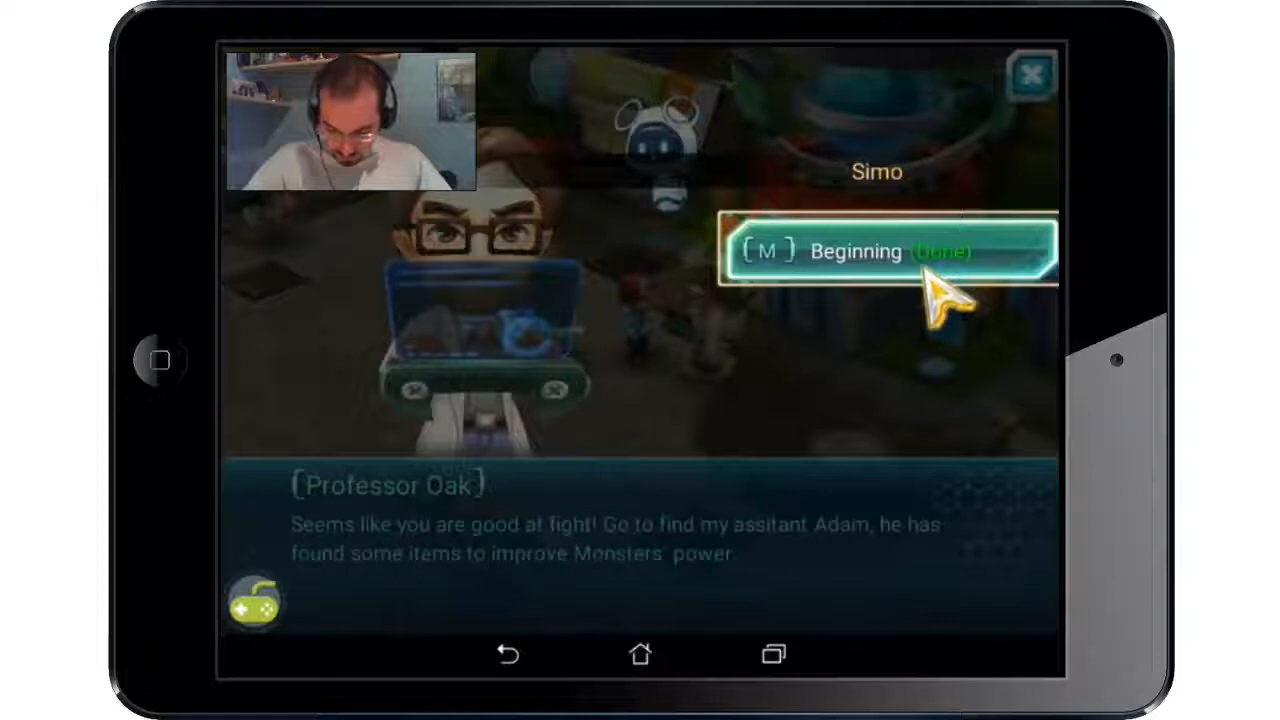 Simo
[ M ] Beginning (Done)
[Professor Oak]
Seems like you are good at fight! Go to find my assitant Adam, he has
found some items to improve Monsters' power.